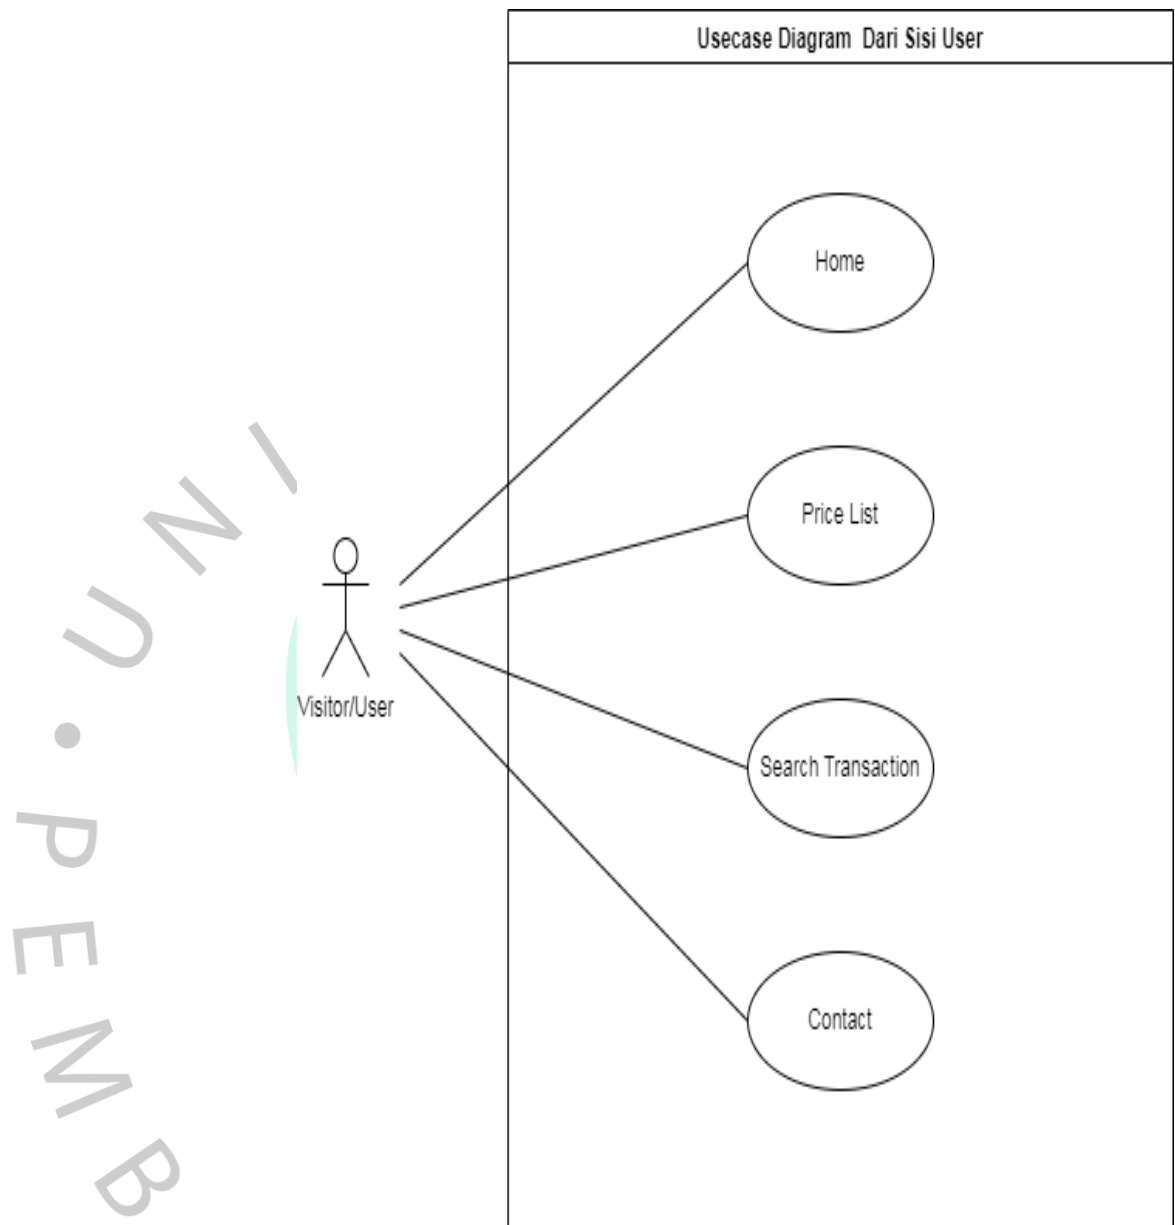 Usecase Diagram Dari Sisi User
Home
Price List
Visitor/User
Search Transaction
Contact
U N I
• P E M B